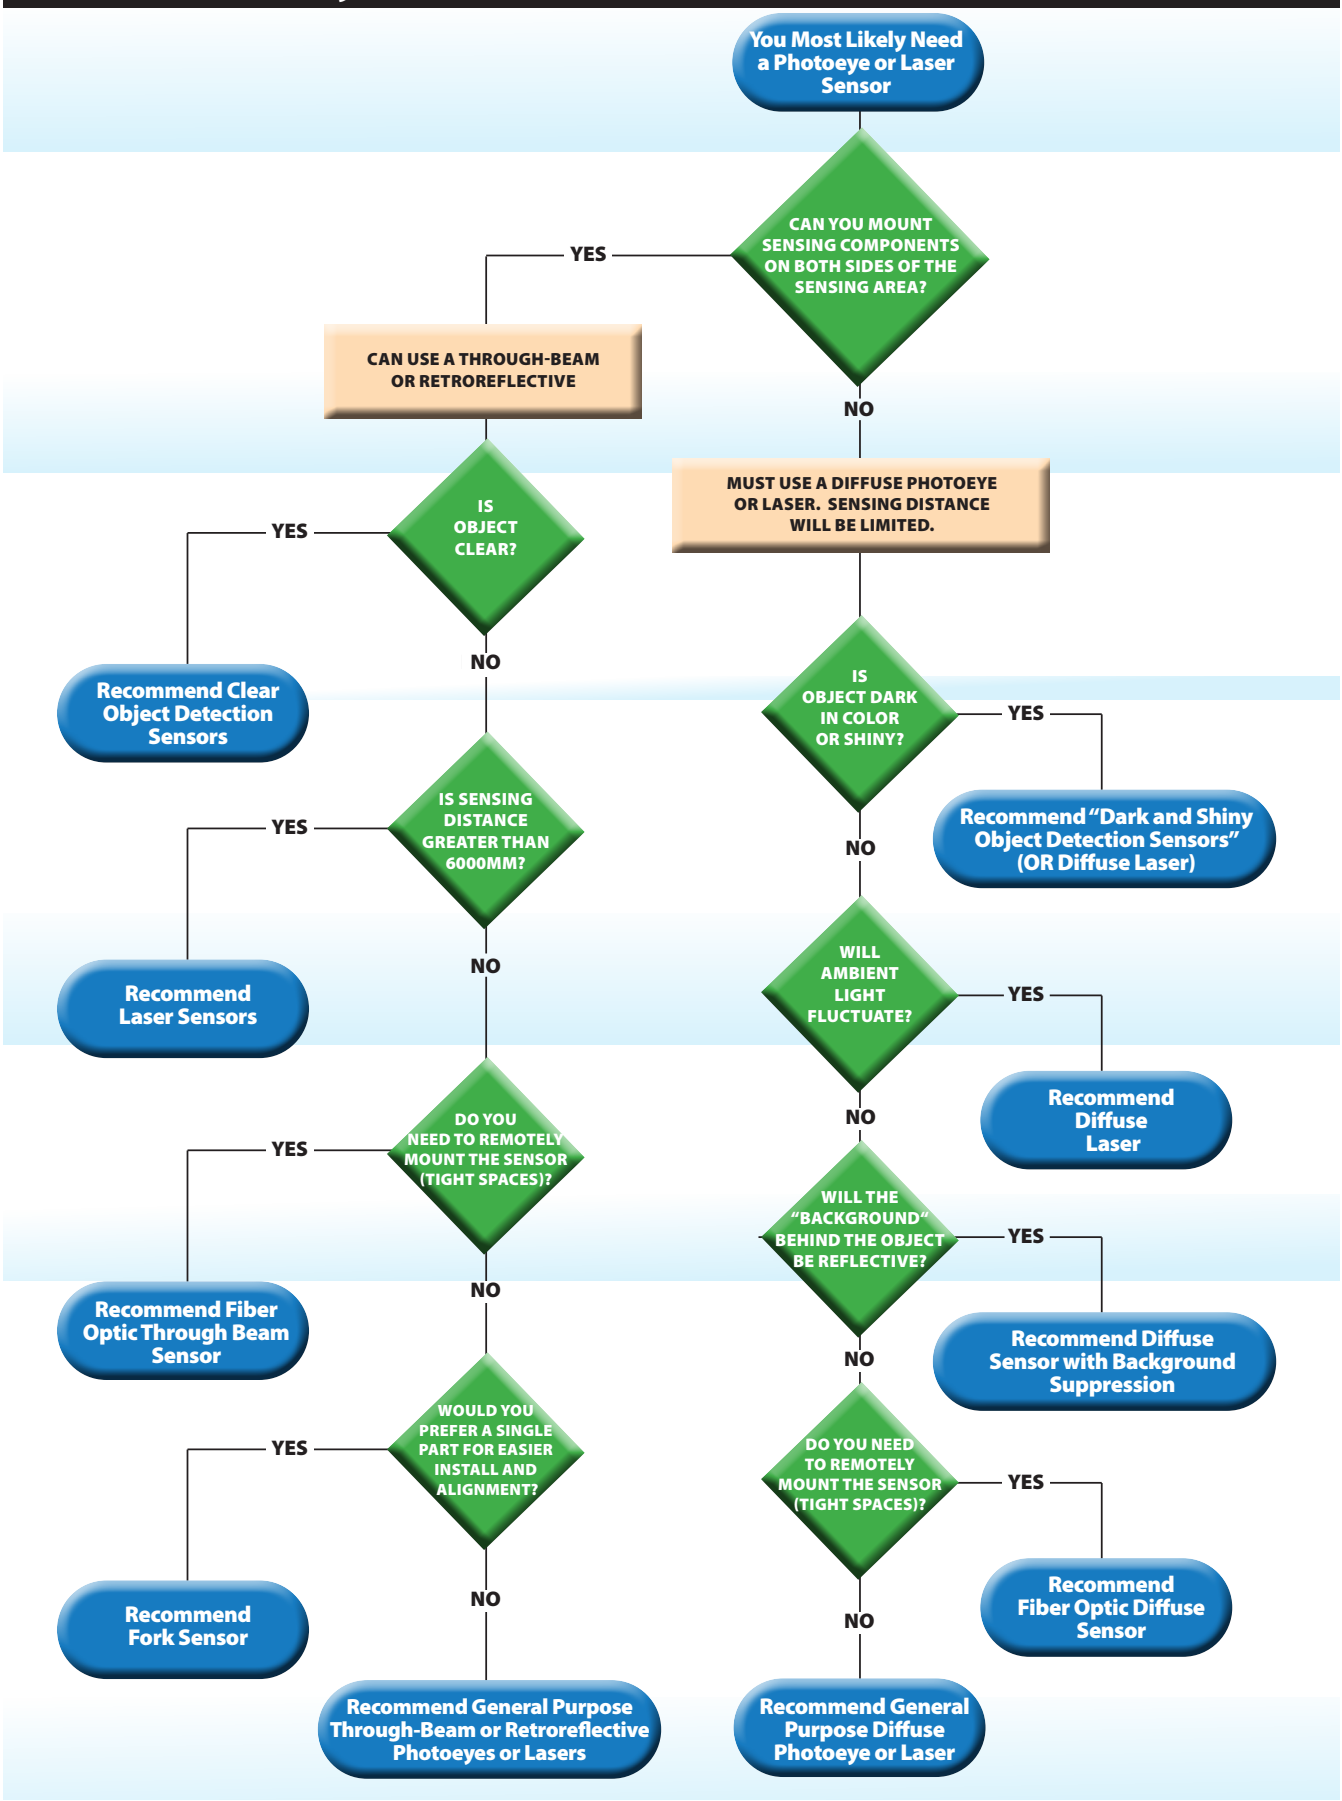 You Most Likely Need
a Photoeye or Laser
Sensor
CAN YOU MOUNT
SENSING COMPONENTS
ON BOTH SIDES OF THE
SENSING AREA?
YES
NO
CAN USE A THROUGH-BEAM
OR RETROREFLECTIVE
IS
OBJECT
CLEAR?
YES
NO
Recommend Clear
Object Detection
Sensors
IS SENSING
DISTANCE
GREATER THAN
6000MM?
YES
NO
Recommend
Laser Sensors
DO YOU
NEED TO REMOTELY
MOUNT THE SENSOR
(TIGHT SPACES)?
YES
NO
Recommend Fiber
Optic Through Beam
Sensor
WOULD YOU
PREFER A SINGLE
PART FOR EASIER
INSTALL AND
ALIGNMENT?
YES
NO
Recommend
Fork Sensor
Recommend General Purpose
Through-Beam or Retroreflective
Photoeyes or Lasers
MUST USE A DIFFUSE PHOTOEYE
OR LASER. SENSING DISTANCE
WILL BE LIMITED.
IS
OBJECT DARK
IN COLOR
OR SHINY?
YES
NO
Recommend “Dark and Shiny
Object Detection Sensors”
(OR Diffuse Laser)
WILL
AMBIENT
LIGHT
FLUCTUATE?
YES
NO
Recommend
Diffuse
Laser
WILL THE
“BACKGROUND“
BEHIND THE OBJECT
BE REFLECTIVE?
YES
NO
Recommend Diffuse
Sensor with Background
Suppression
DO YOU NEED
TO REMOTELY
MOUNT THE SENSOR
(TIGHT SPACES)?
YES
NO
Recommend
Fiber Optic Diffuse
Sensor
Recommend General
Purpose Diffuse
Photoeye or Laser